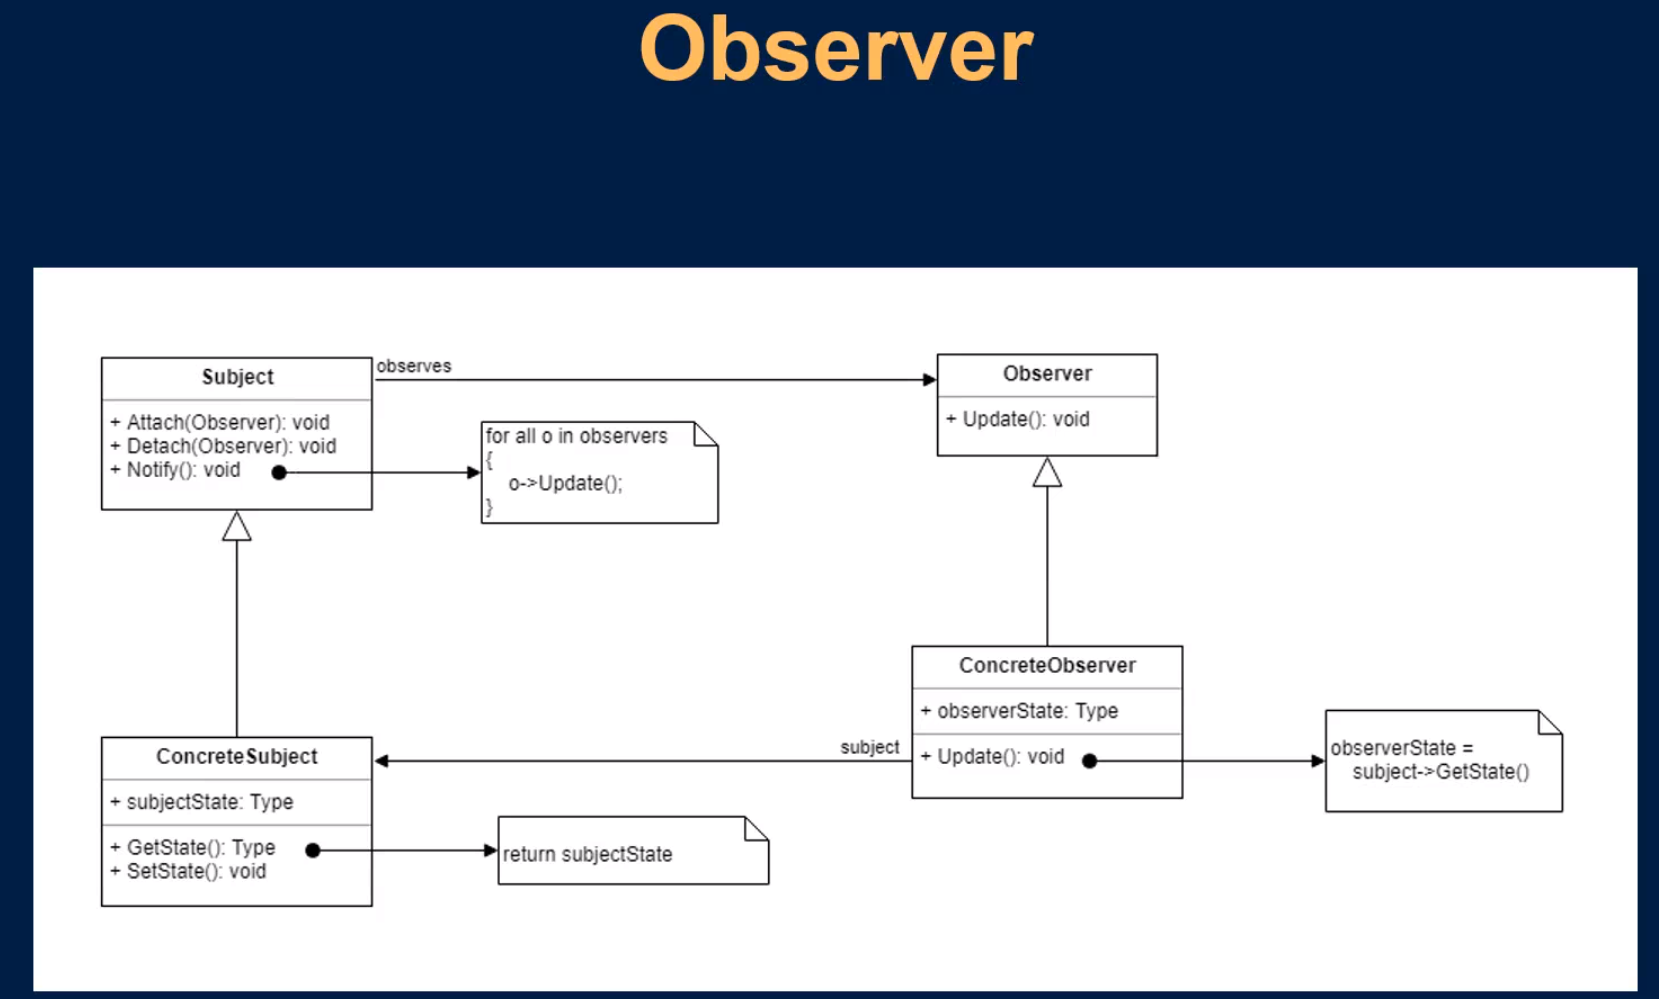 Observer
Subject
+ Attach(Observer): void
+ Detach(Observer): void
+ Notify(): void
observes
for all o in observers
{
o->Update();
}
Observer
+ Update(): void
ConcreteObserver
+ observerState: Type
+ Update(): void
subject
observerState =
subject->GetState()
ConcreteSubject
+ subjectState: Type
+ GetState(): Type
+ SetState(): void
return subjectState